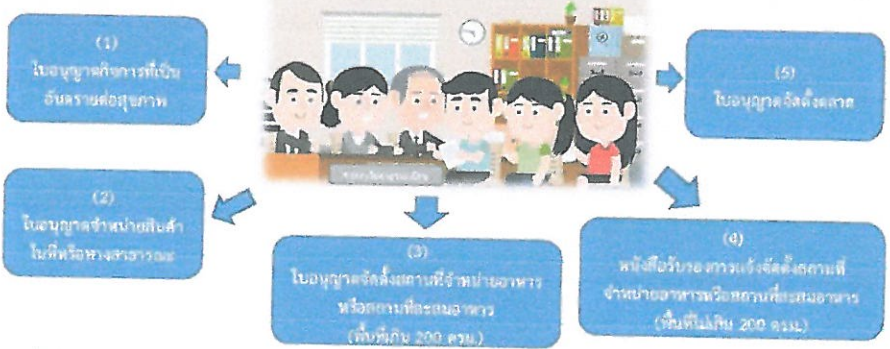 (1)
ใบอนุญาตกิจการที่เป็น
อันตรายต่อสุขภาพ
(2)
ใบอนุญาตจำหน่ายสินค้า
ในที่หรือทางสาธารณะ
(3)
ใบอนุญาตจัดตั้งสถานที่จำหน่ายอาหาร
หรือสถานที่สะสมอาหาร
(พื้นที่เกิน 200 ตรม.)
(4)
หนังสือรับรองการแจ้งจัดตั้งสถานที่
จำหน่ายอาหารหรือสถานที่สะสมอาหาร
(พื้นที่ไม่เกิน 200 ตรม.)
(5)
ใบอนุญาตจัดตั้งตลาด